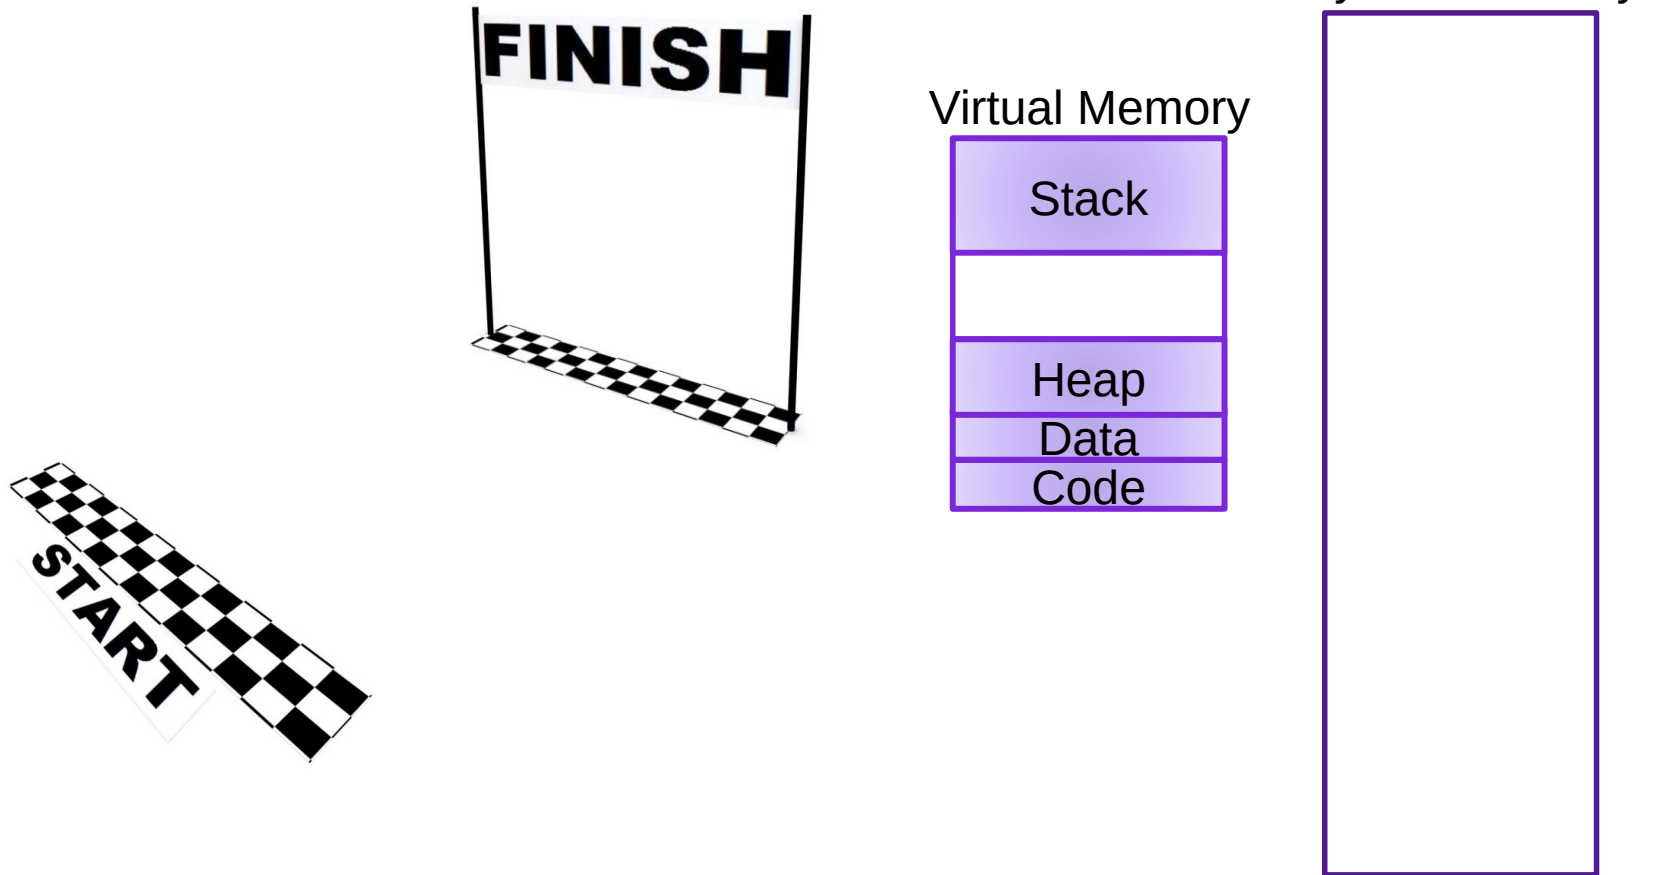 FINISH
Virtual Memory
Stack
Heap
Data
Code
START